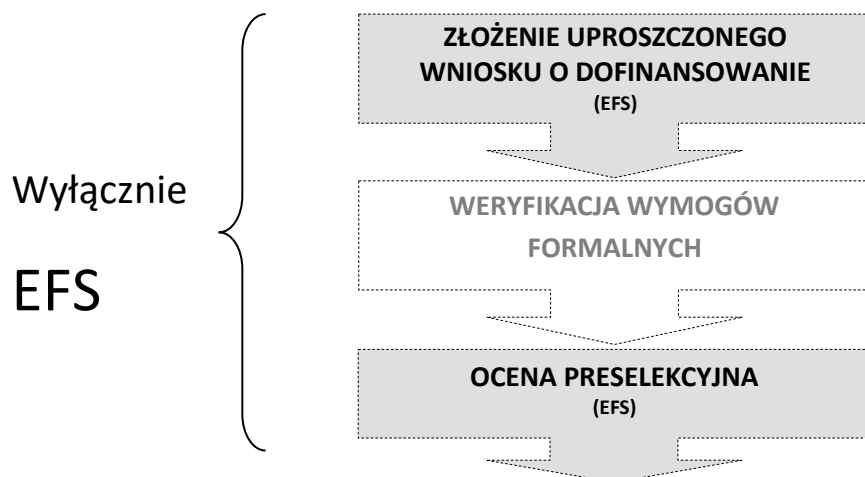 ZŁOŻENIE UPROSZCZONEGO
WNIOSKU O DOFINANSOWANIE
(EFS)
Wyłącznie
EFS
WERYFIKACJA WYMOGÓW
FORMALNYCH
OCENA PRESELEKCYJNA
(EFS)